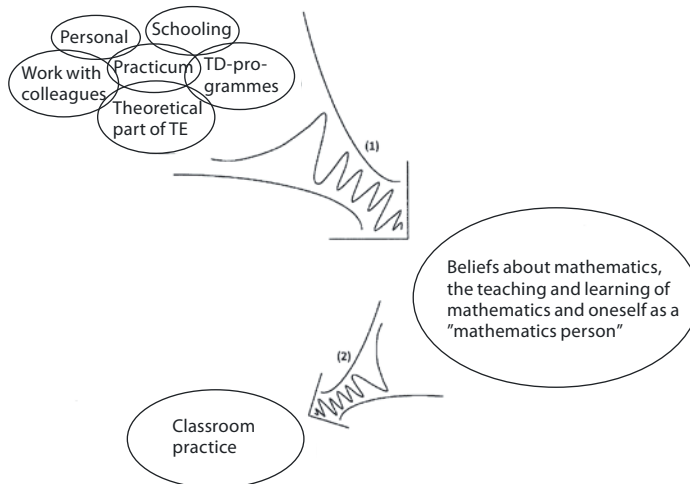 Schooling
Personal
Practicum
Work with
colleagues
TD-pro-
grammes
Theoretical
part of TE
(1)
Beliefs about mathematics,
the teaching and learning of
mathematics and oneself as a
”mathematics person”
(2)
Classroom
practice